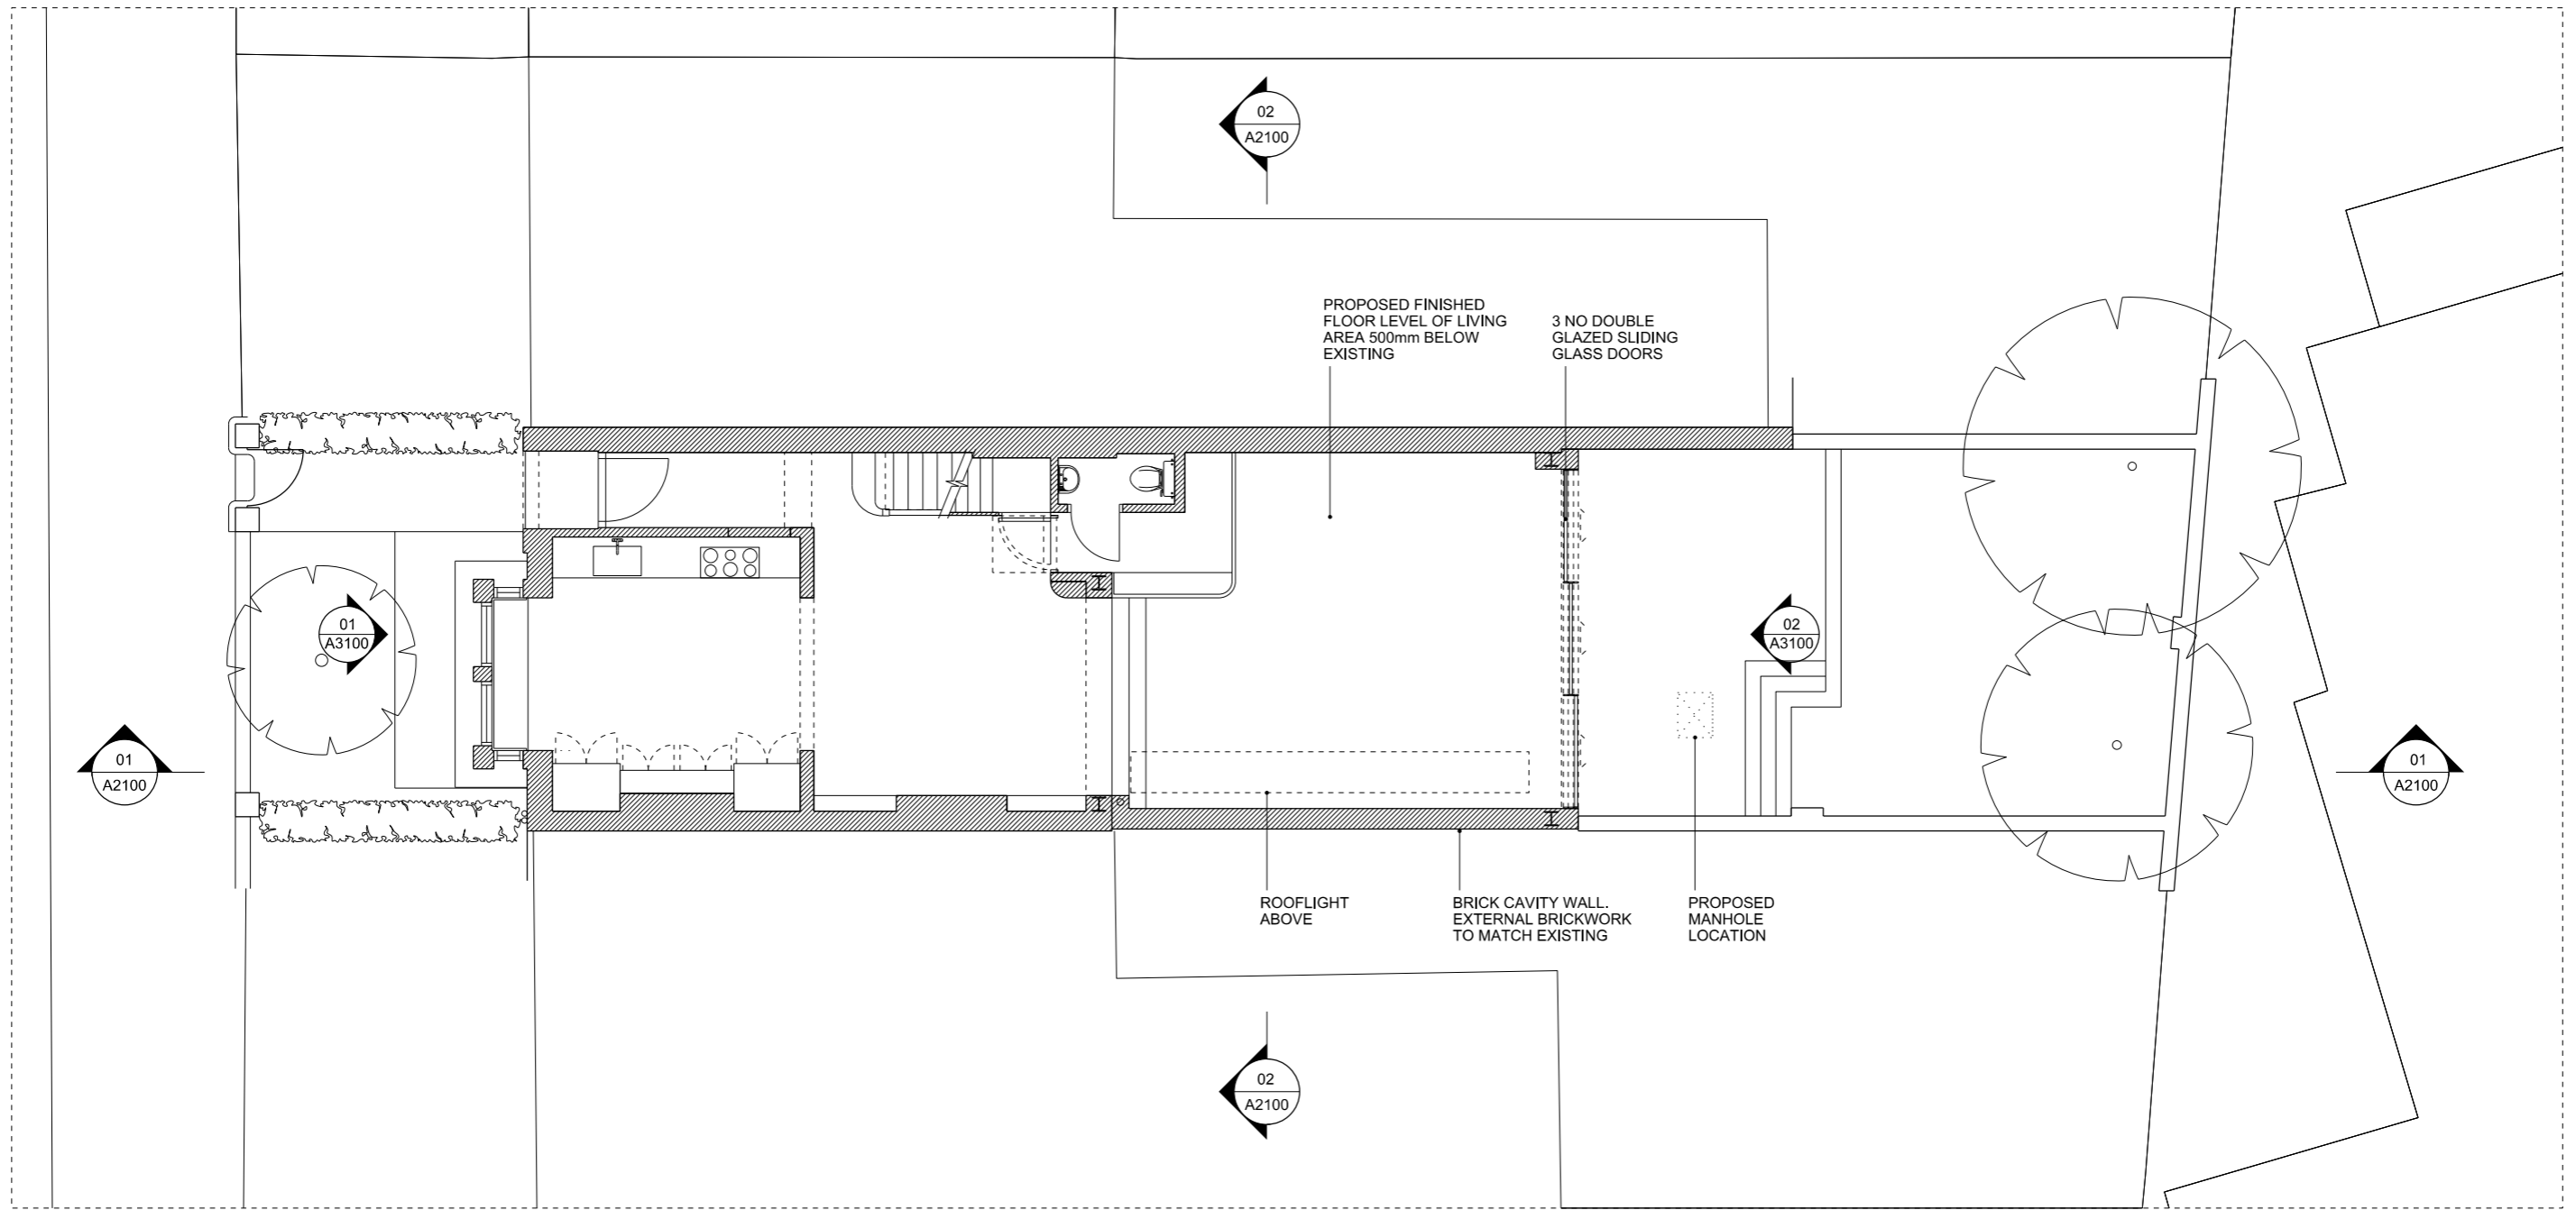 02
A2100
PROPOSED FINISHED
FLOOR LEVEL OF LIVING
AREA 500mm BELOW
EXISTING
3 NO DOUBLE
GLAZED SLIDING
GLASS DOORS
01
A3100
02
A3100
01
A2100
01
A2100
ROOFLIGHT
ABOVE
BRICK CAVITY WALL.
EXTERNAL BRICKWORK
TO MATCH EXISTING
PROPOSED
MANHOLE
LOCATION
02
A2100